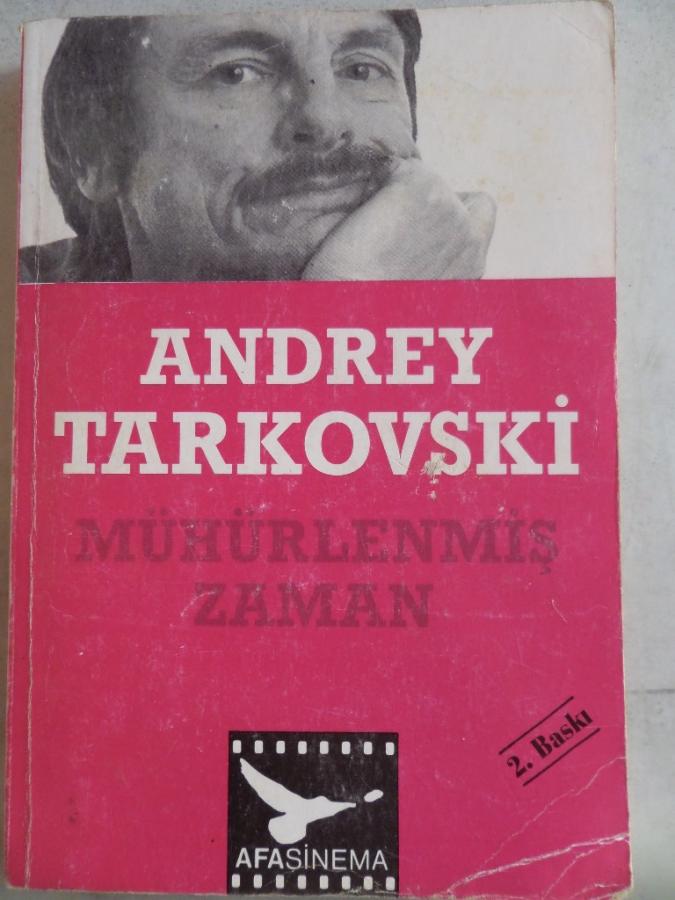 ANDREY
TARKOVSKİ
MÜHÜRLENMİŞ
ZAMAN
2. Baskı
AFASİNEMA